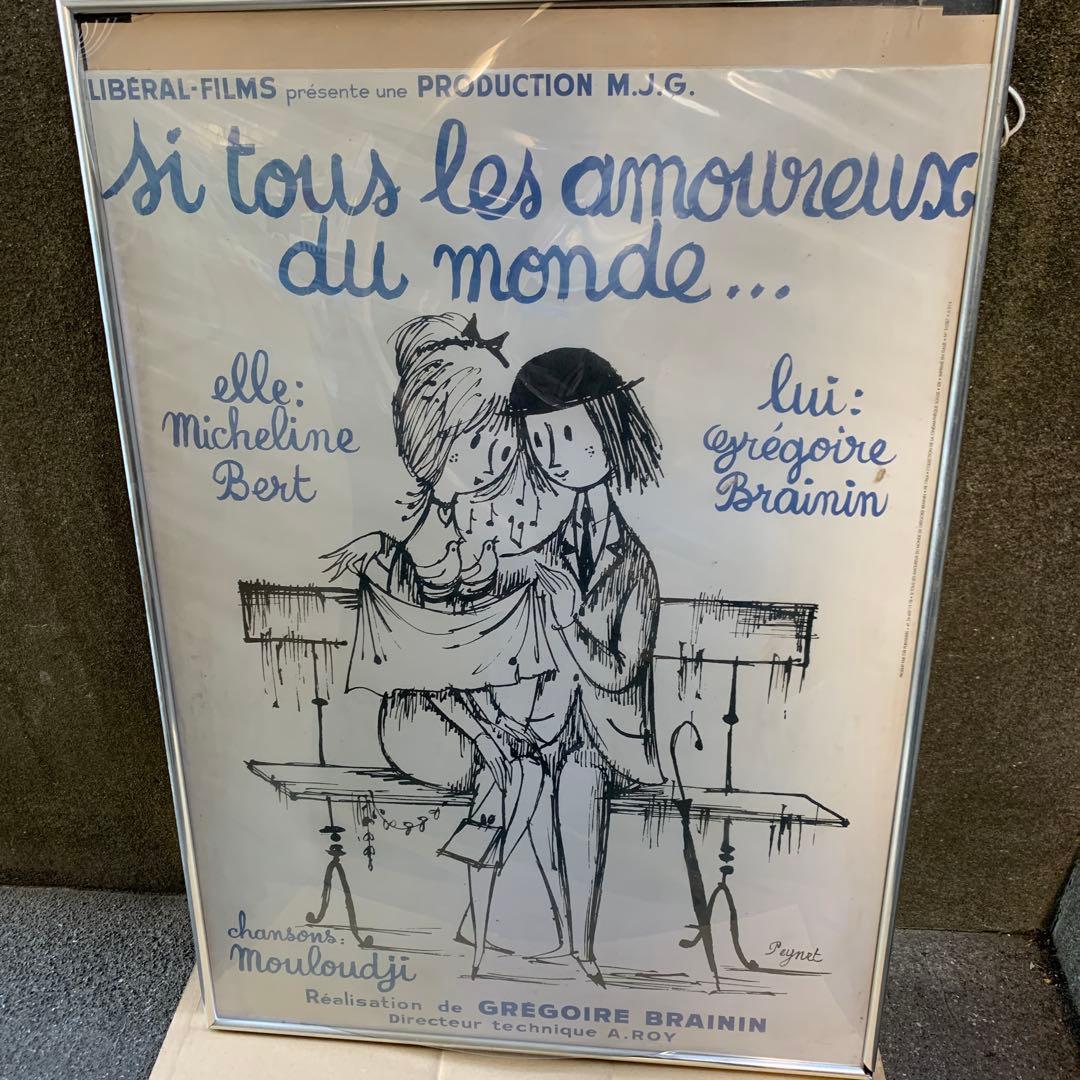 LIBÉRAL-FILMS présente une PRODUCTION M.J.G.
si tous les amoureux
du monde...
elle:
Micheline
Bert
lui:
Grégoire
Brainin
chansons:
Mouloudji
Peynet
Réalisation de GRÉGOIRE BRAININ
Directeur technique A. ROY